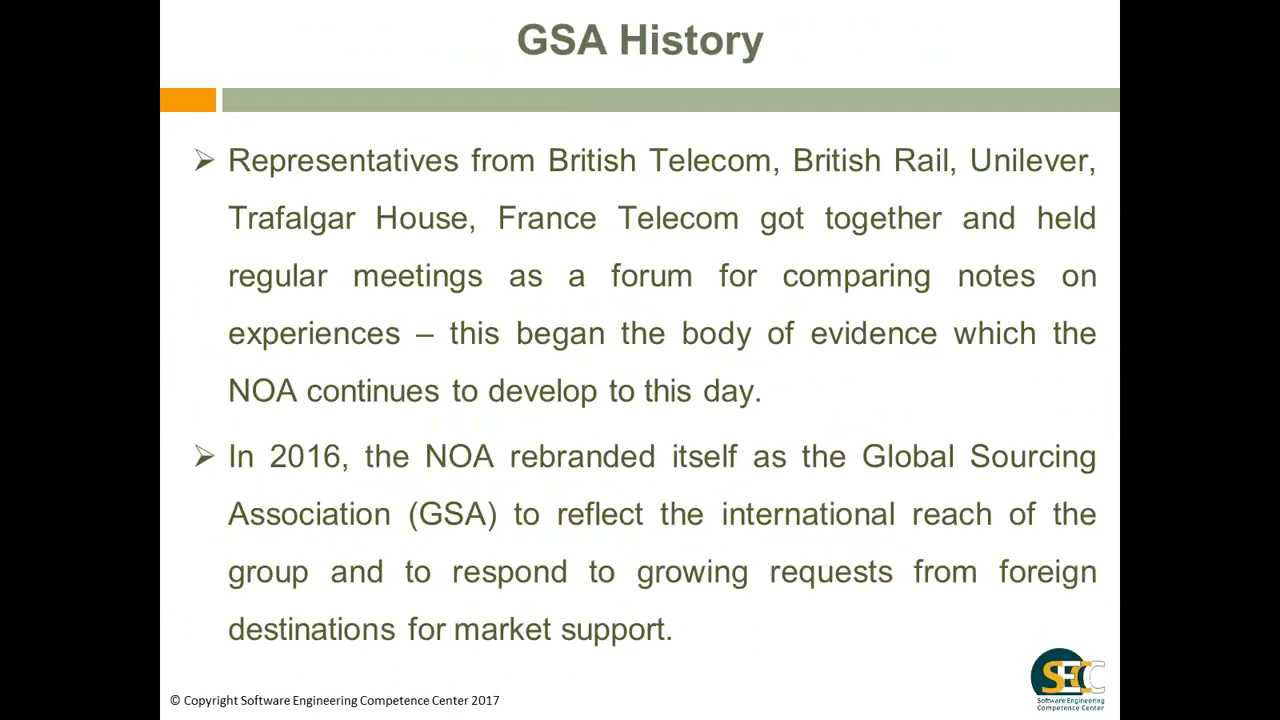 GSA History
➢ Representatives from British Telecom, British Rail, Unilever,
Trafalgar House, France Telecom got together and held
regular meetings as a forum for comparing notes on
experiences – this began the body of evidence which the
NOA continues to develop to this day.
➢ In 2016, the NOA rebranded itself as the Global Sourcing
Association (GSA) to reflect the international reach of the
group and to respond to growing requests from foreign
destinations for market support.
SECC
Software Engineering
Competence Center
© Copyright Software Engineering Competence Center 2017